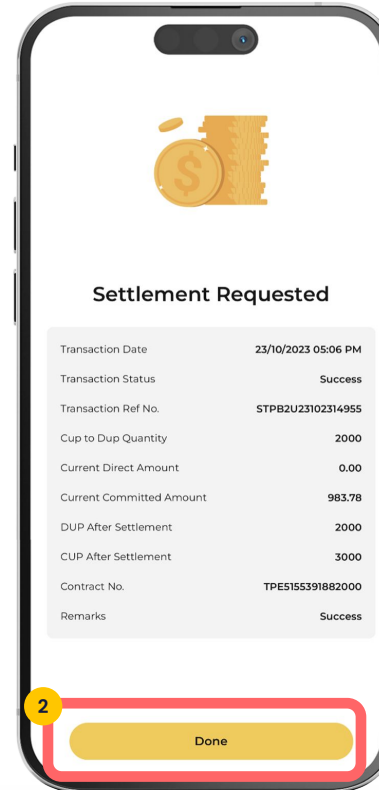 Settlement Requested
Transaction Date 23/10/2023 05:06 PM
Transaction Status Success
Transaction Ref No. STPB2U23102314955
Cup to Dup Quantity 2000
Current Direct Amount 0.00
Current Committed Amount 983.78
DUP After Settlement 2000
CUP After Settlement 3000
Contract No. TPE5155391882000
Remarks Success
2
Done